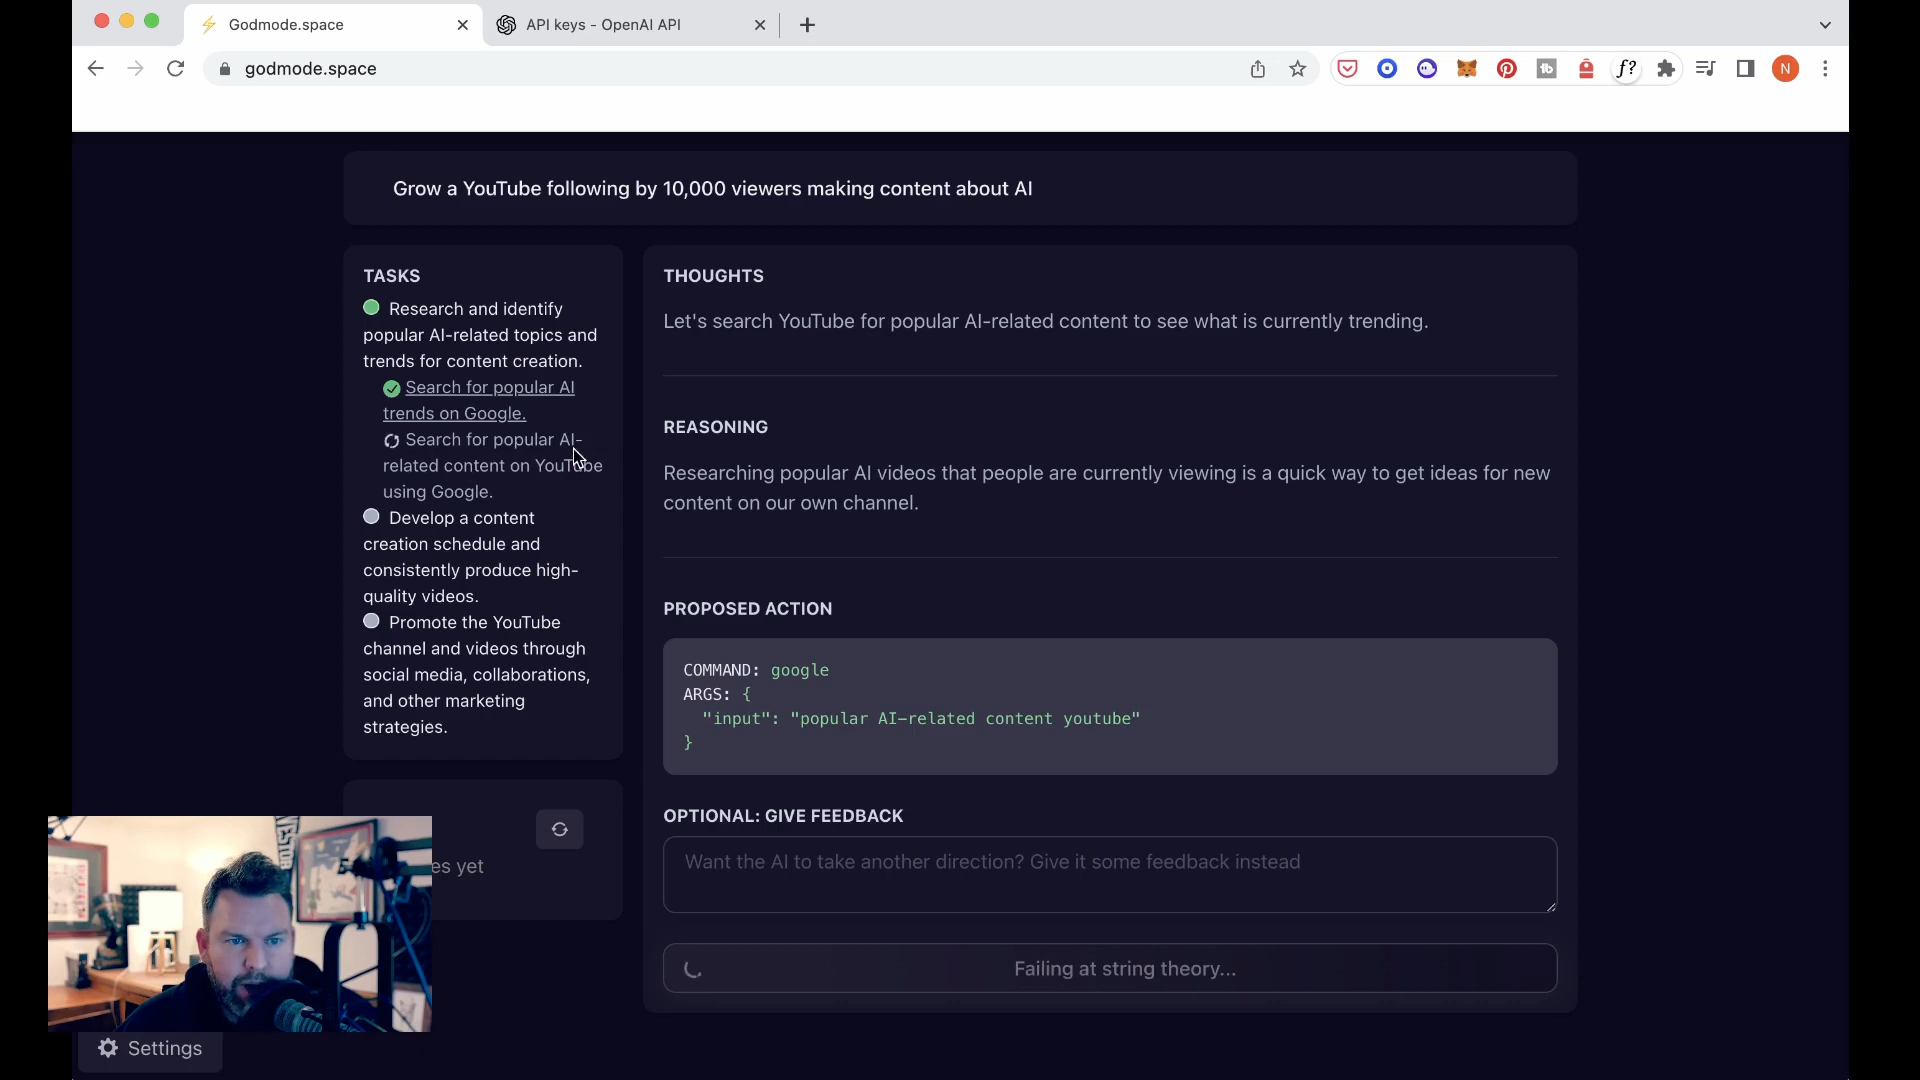 Godmode.space
API keys - OpenAI API
godmode.space
N
Grow a YouTube following by 10,000 viewers making content about AI
TASKS
Research and identify
popular AI-related topics and
trends for content creation.
Search for popular AI
trends on Google.
Search for popular AI-
related content on YouTube
using Google.
Develop a content
creation schedule and
consistently produce high-
quality videos.
Promote the YouTube
channel and videos through
social media, collaborations,
and other marketing
strategies.
es yet
Settings
THOUGHTS
Let's search YouTube for popular AI-related content to see what is currently trending.
REASONING
Researching popular AI videos that people are currently viewing is a quick way to get ideas for new
content on our own channel.
PROPOSED ACTION
COMMAND: google
ARGS: {
"input": "popular AI-related content youtube"
}
OPTIONAL: GIVE FEEDBACK
Want the AI to take another direction? Give it some feedback instead
Failing at string theory...